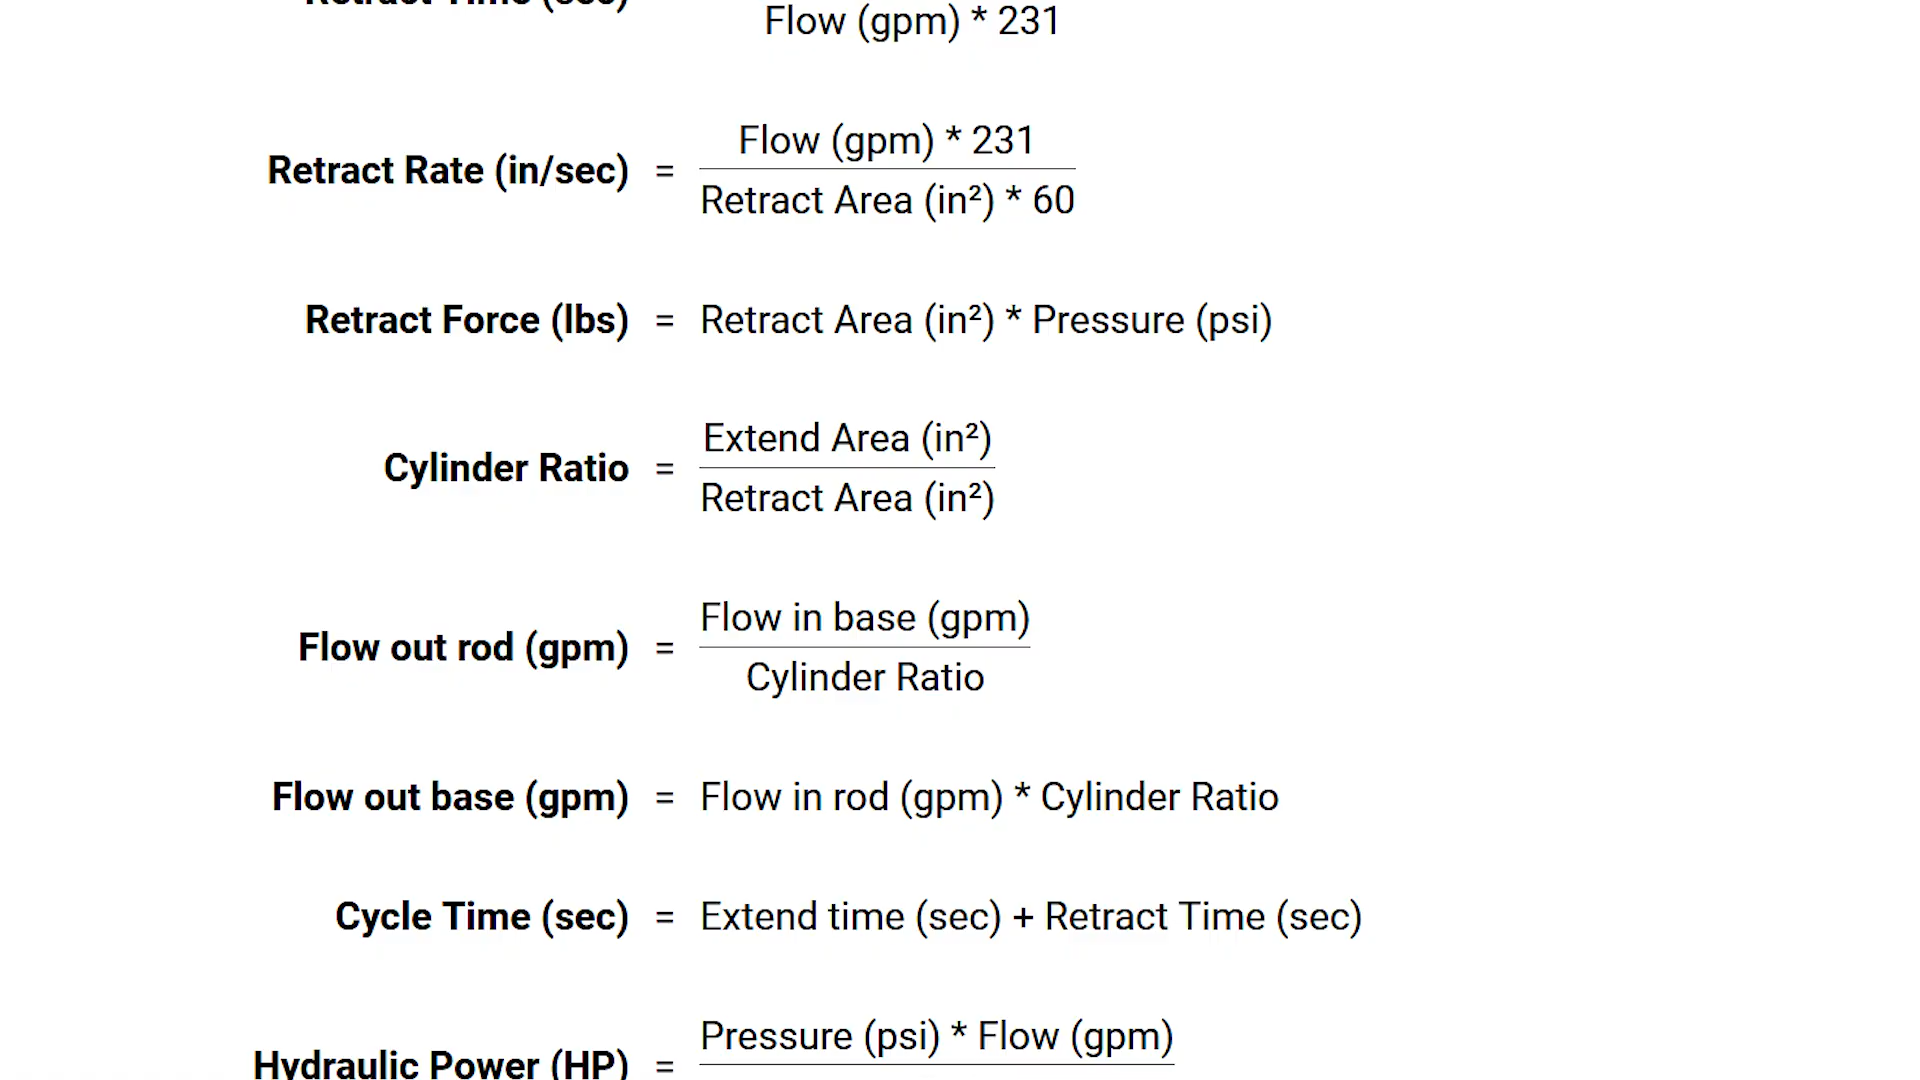 Retract Time (sec)
Flow (gpm) * 231
Flow (gpm) * 231
Retract Rate (in/sec) =
Retract Area (in²) * 60
Retract Force (lbs) = Retract Area (in²) * Pressure (psi)
Extend Area (in²)
Cylinder Ratio =
Retract Area (in²)
Flow in base (gpm)
Flow out rod (gpm) =
Cylinder Ratio
Flow out base (gpm) = Flow in rod (gpm) * Cylinder Ratio
Cycle Time (sec) = Extend time (sec) + Retract Time (sec)
Pressure (psi) * Flow (gpm)
Hydraulic Power (HP) =